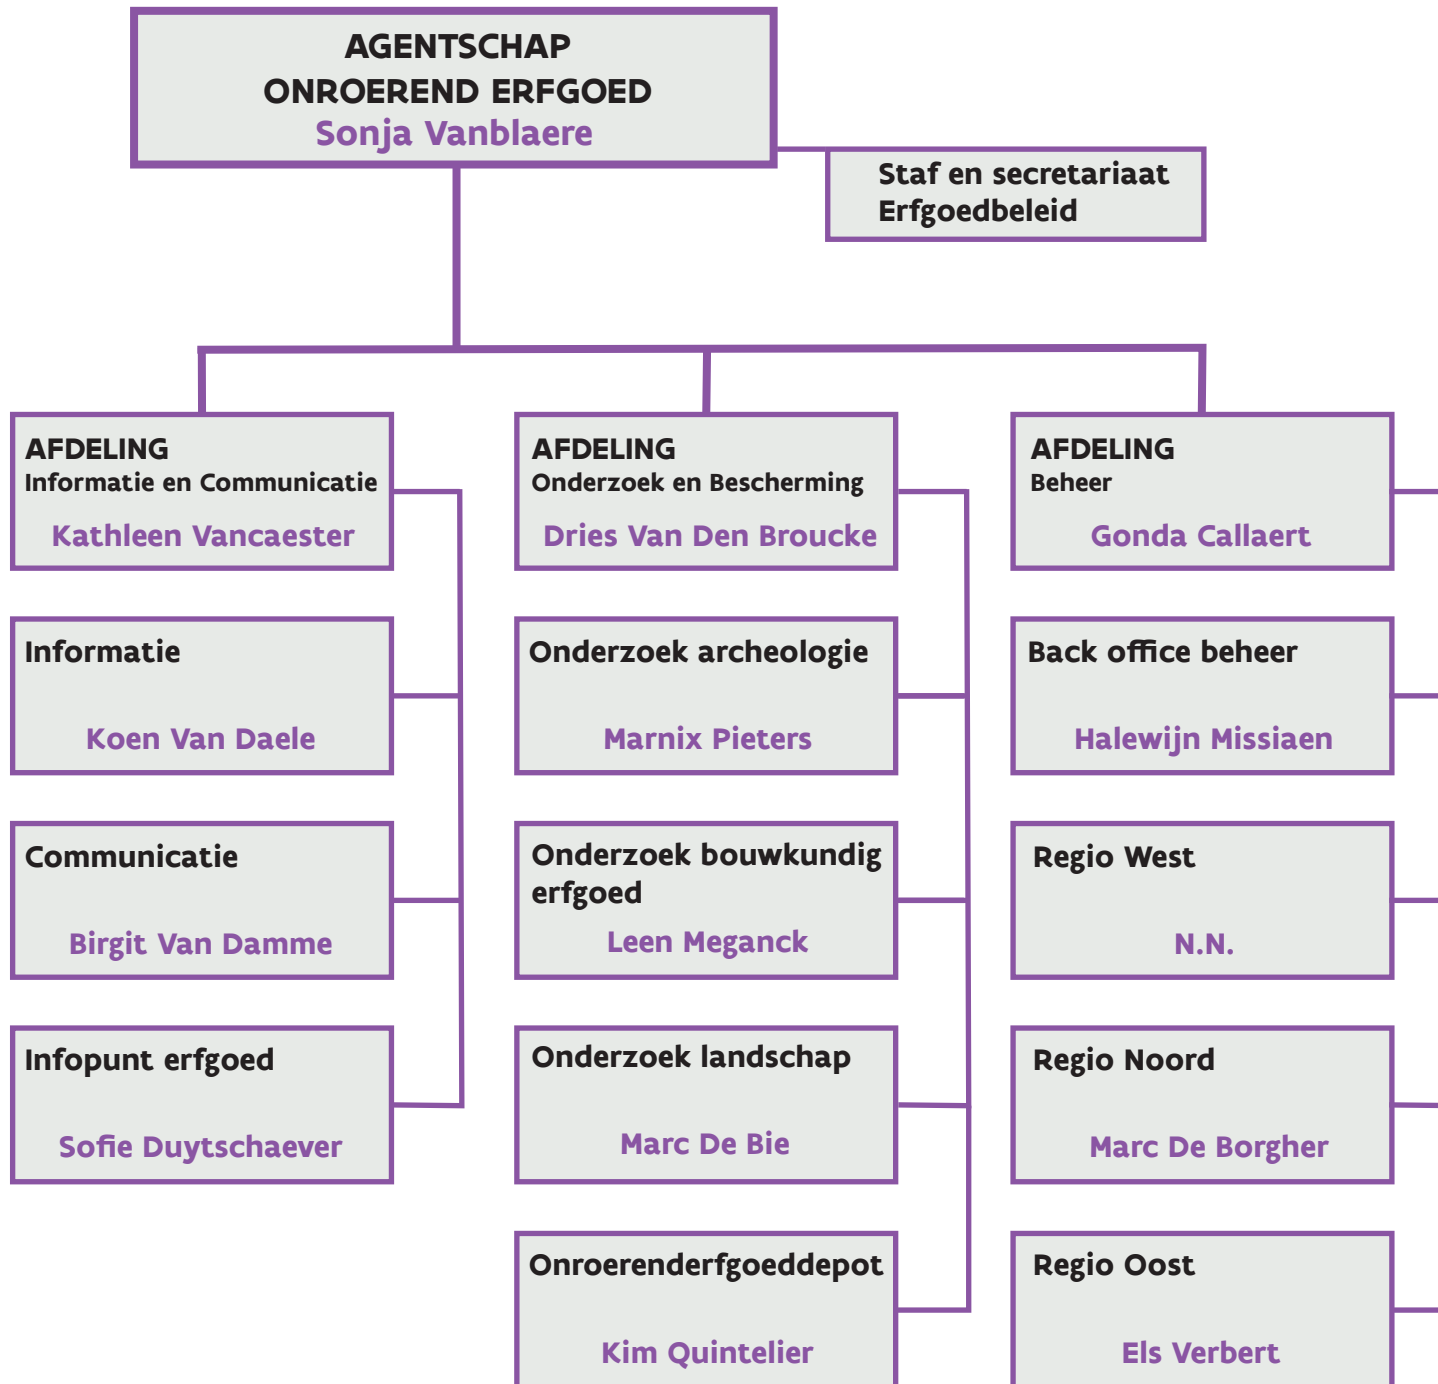 AGENTSCHAP
ONROEREND ERFGOED
Sonja Vanblaere
Staf en secretariaat
Erfgoedbeleid
AFDELING
Informatie en Communicatie
Kathleen Vancaester
Informatie
Koen Van Daele
Communicatie
Birgit Van Damme
Infopunt erfgoed
Sofie Duytschaever
AFDELING
Onderzoek en Bescherming
Dries Van Den Broucke
Onderzoek archeologie
Marnix Pieters
Onderzoek bouwkundig
erfgoed
Leen Meganck
Onderzoek landschap
Marc De Bie
Onroerenderfgoeddepot
Kim Quintelier
AFDELING
Beheer
Gonda Callaert
Back office beheer
Halewijn Missiaen
Regio West
N.N.
Regio Noord
Marc De Borgher
Regio Oost
Els Verbert